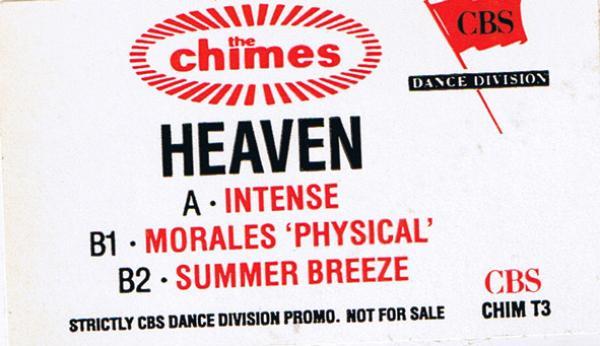 the
chimes
CBS
DANCE DIVISION
HEAVEN
A · INTENSE
B1 · MORALES 'PHYSICAL'
B2 · SUMMER BREEZE
CBS
STRICTLY CBS DANCE DIVISION PROMO. NOT FOR SALE
CHIM T3